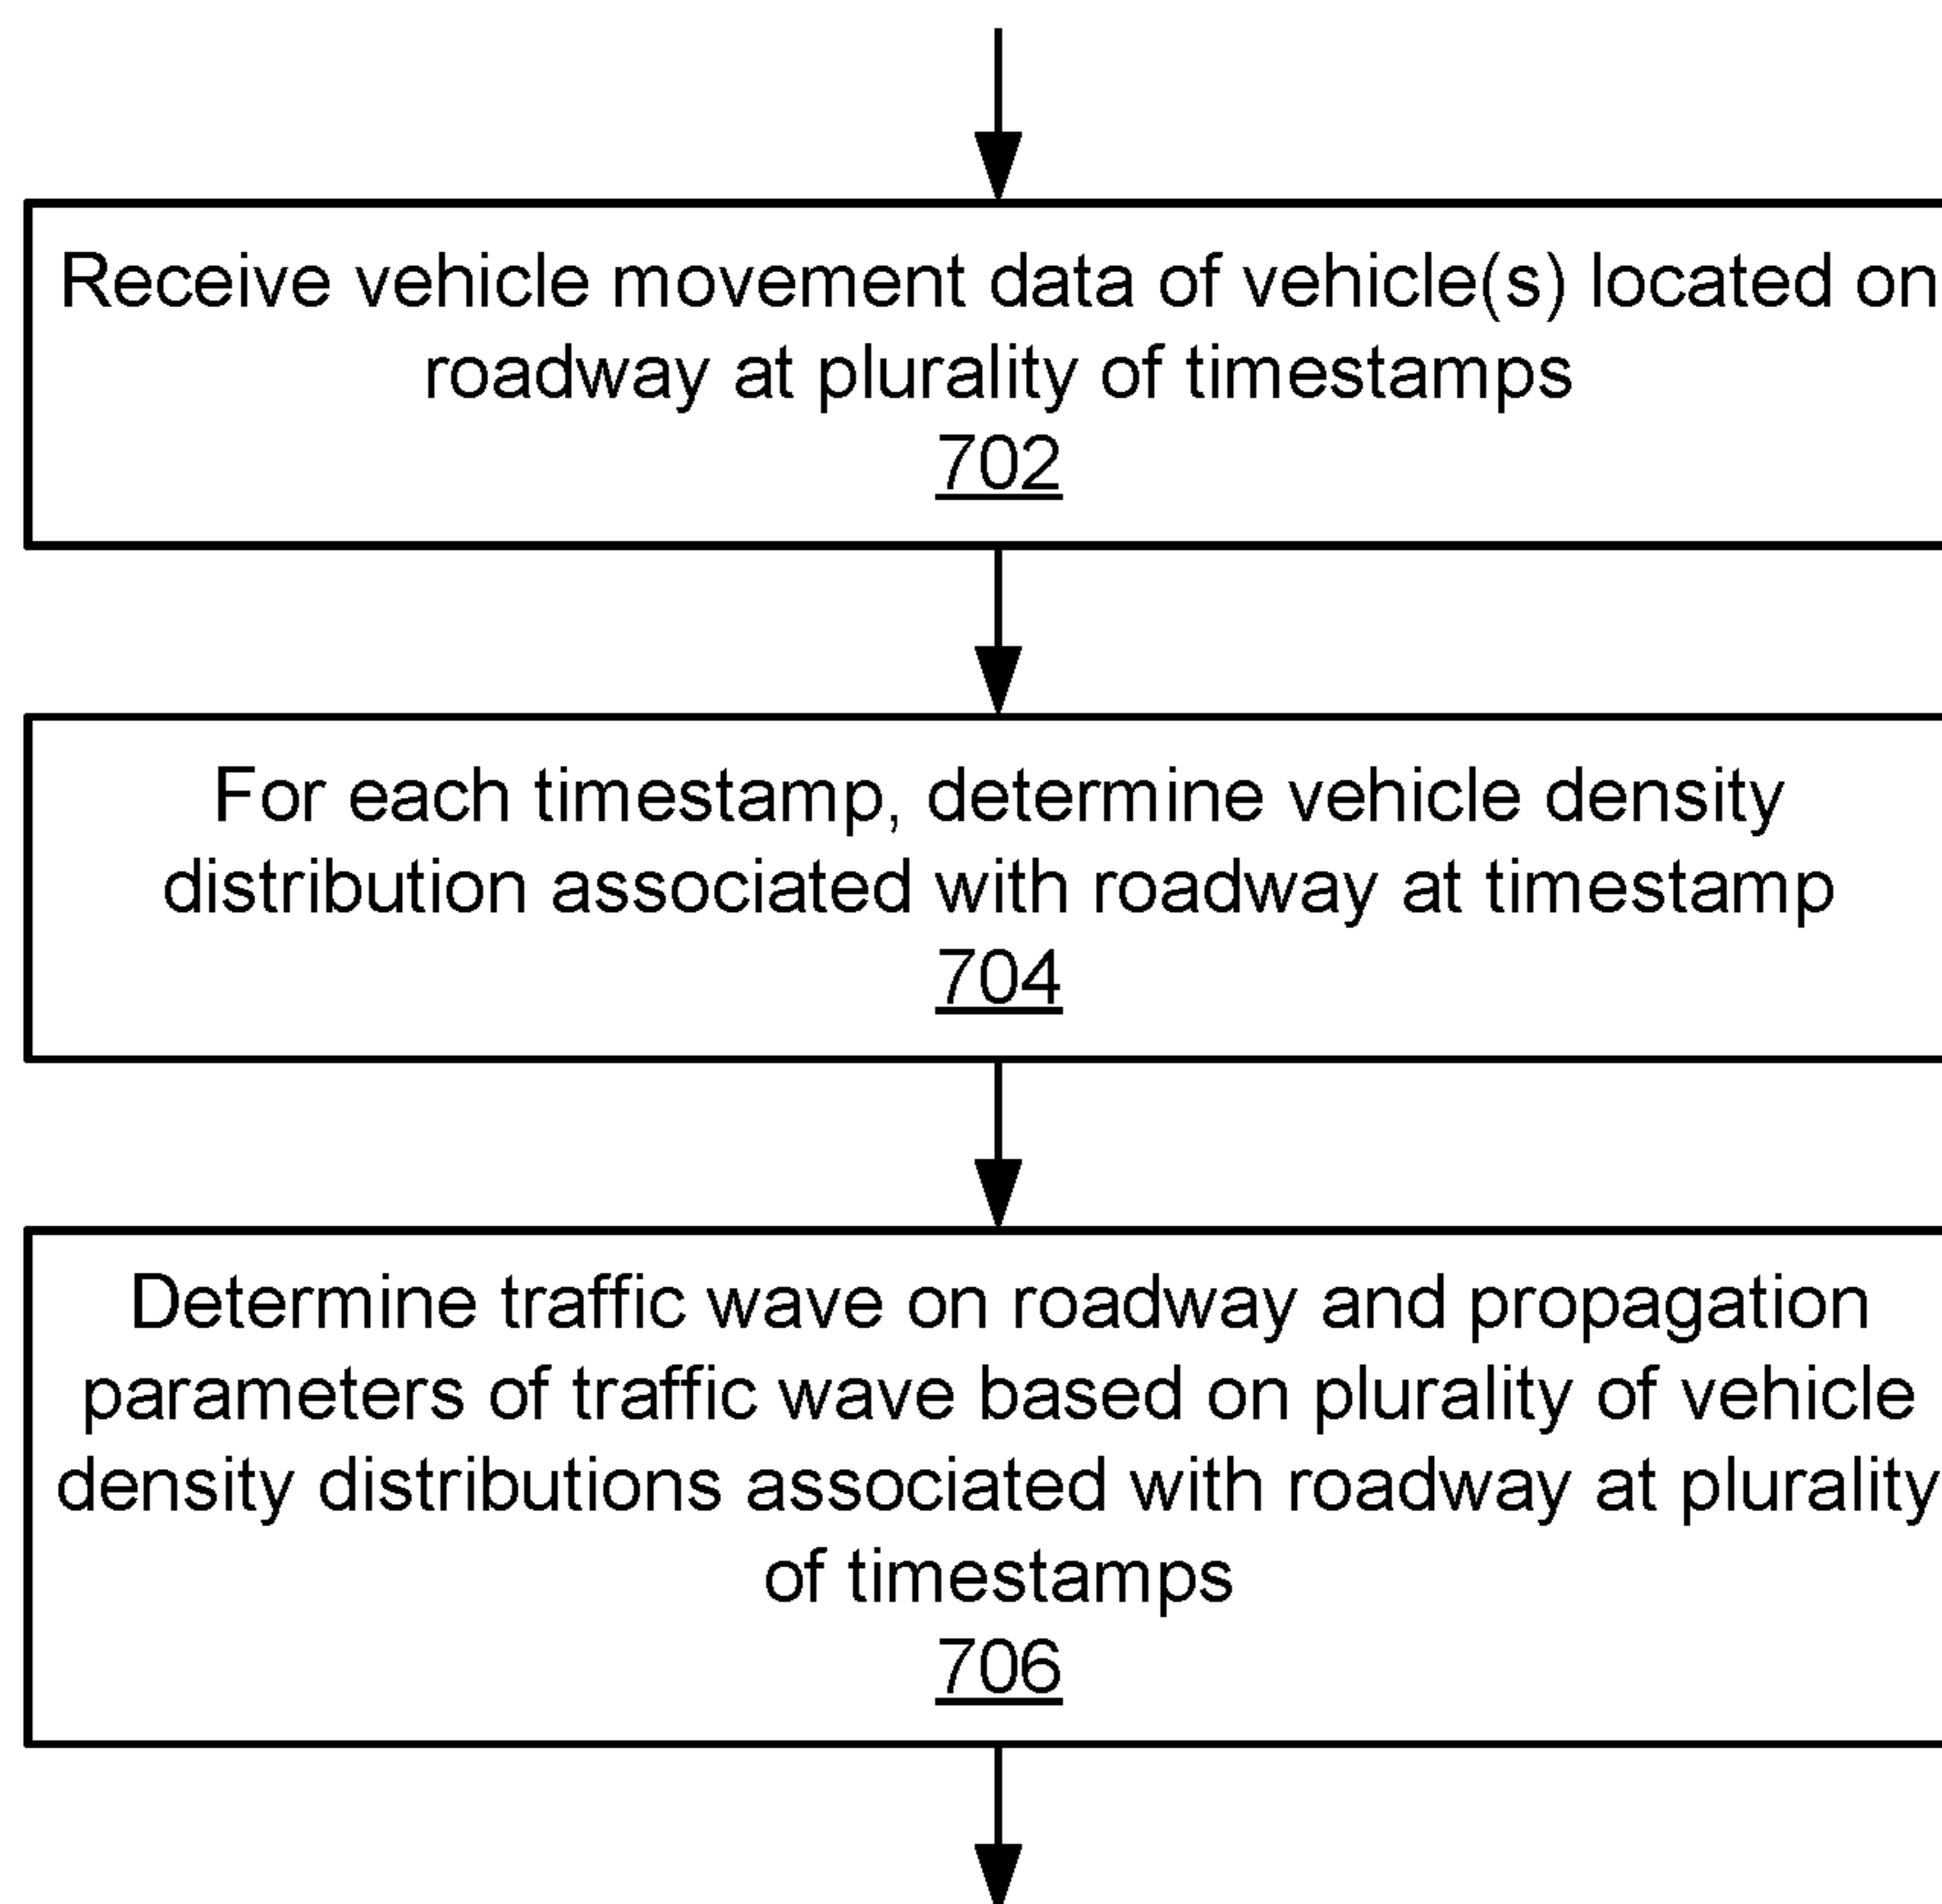 Receive vehicle movement data of vehicle(s) located on
roadway at plurality of timestamps
702
For each timestamp, determine vehicle density
distribution associated with roadway at timestamp
704
Determine traffic wave on roadway and propagation
parameters of traffic wave based on plurality of vehicle
density distributions associated with roadway at plurality
of timestamps
706